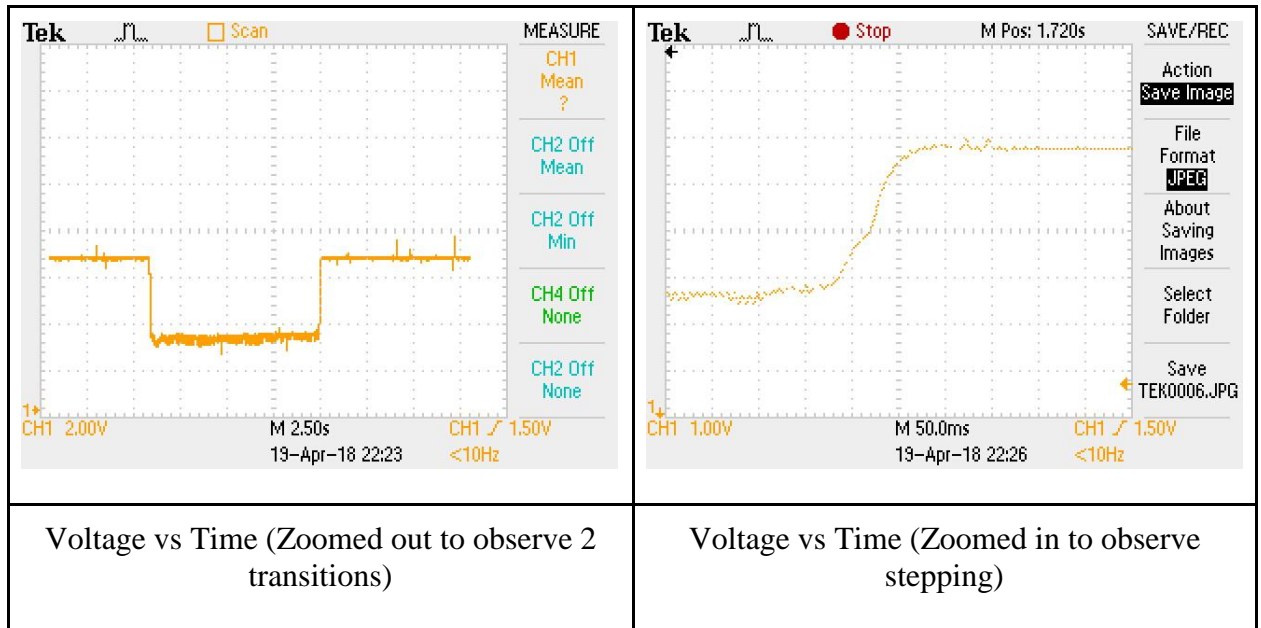 Tek Scan MEASURE
CH1
Mean
?
CH2 Off
Mean
CH2 Off
Min
CH4 Off
None
CH2 Off
None
1
CH1 2.00V M 2.50s CH1 1.50V
19-Apr-18 22:23 <10Hz
Tek Stop M Pos: 1.720s SAVE/REC
Action
Save Image
File
Format
JPEG
About
Saving
Images
Select
Folder
Save
TEK0006.JPG
1
CH1 1.00V M 50.0ms CH1 1.50V
19-Apr-18 22:26 <10Hz
Voltage vs Time (Zoomed out to observe 2
transitions)
Voltage vs Time (Zoomed in to observe
stepping)